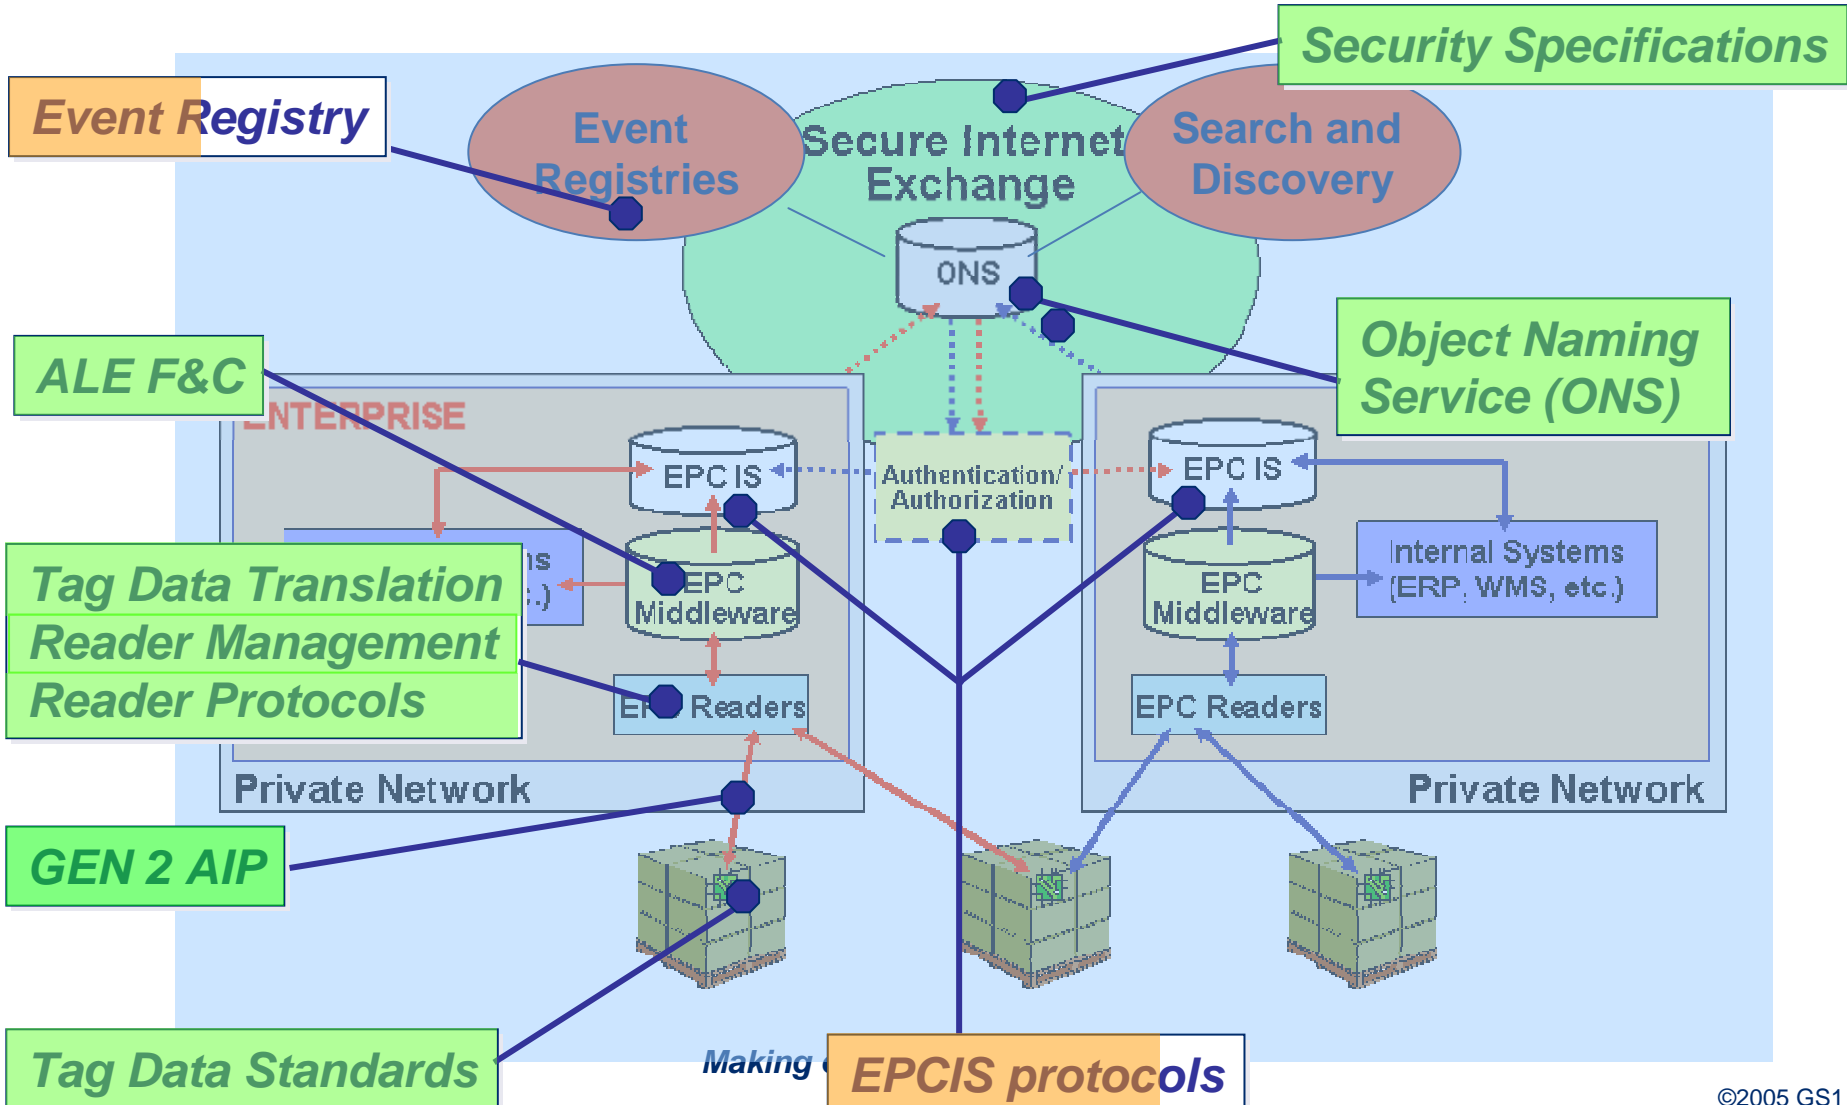 Security Specifications
Event Registry
Event
Registries
Secure Internet
Exchange
Search and
Discovery
ONS
Object Naming
Service (ONS)
ALE F&C
ENTERPRISE
EPC IS
Authentication/
Authorization
EPC IS
Tag Data Translation
Reader Management
Reader Protocols
EPC
Middleware
EPC
Middleware
Internal Systems
(ERP, WMS, etc.)
Readers
EPC Readers
Private Network
Private Network
GEN 2 AIP
Tag Data Standards
Making
EPCIS protocols
©2005 GS1